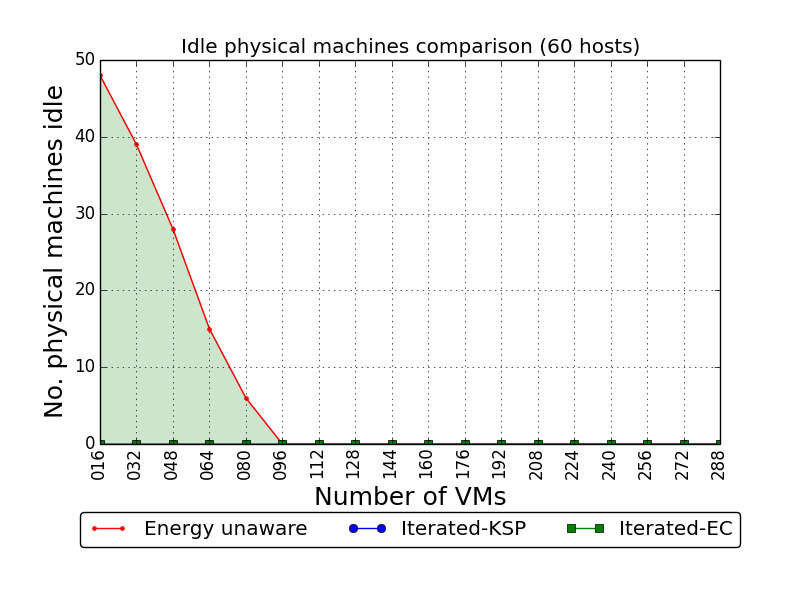 Idle physical machines comparison (60 hosts)
No. physical machines idle
50
40
30
20
10
0
016 032 048 064 080 096 112 128 144 160 176 192 208 224 240 256 272 288
Number of VMs
Energy unaware Iterated-KSP Iterated-EC